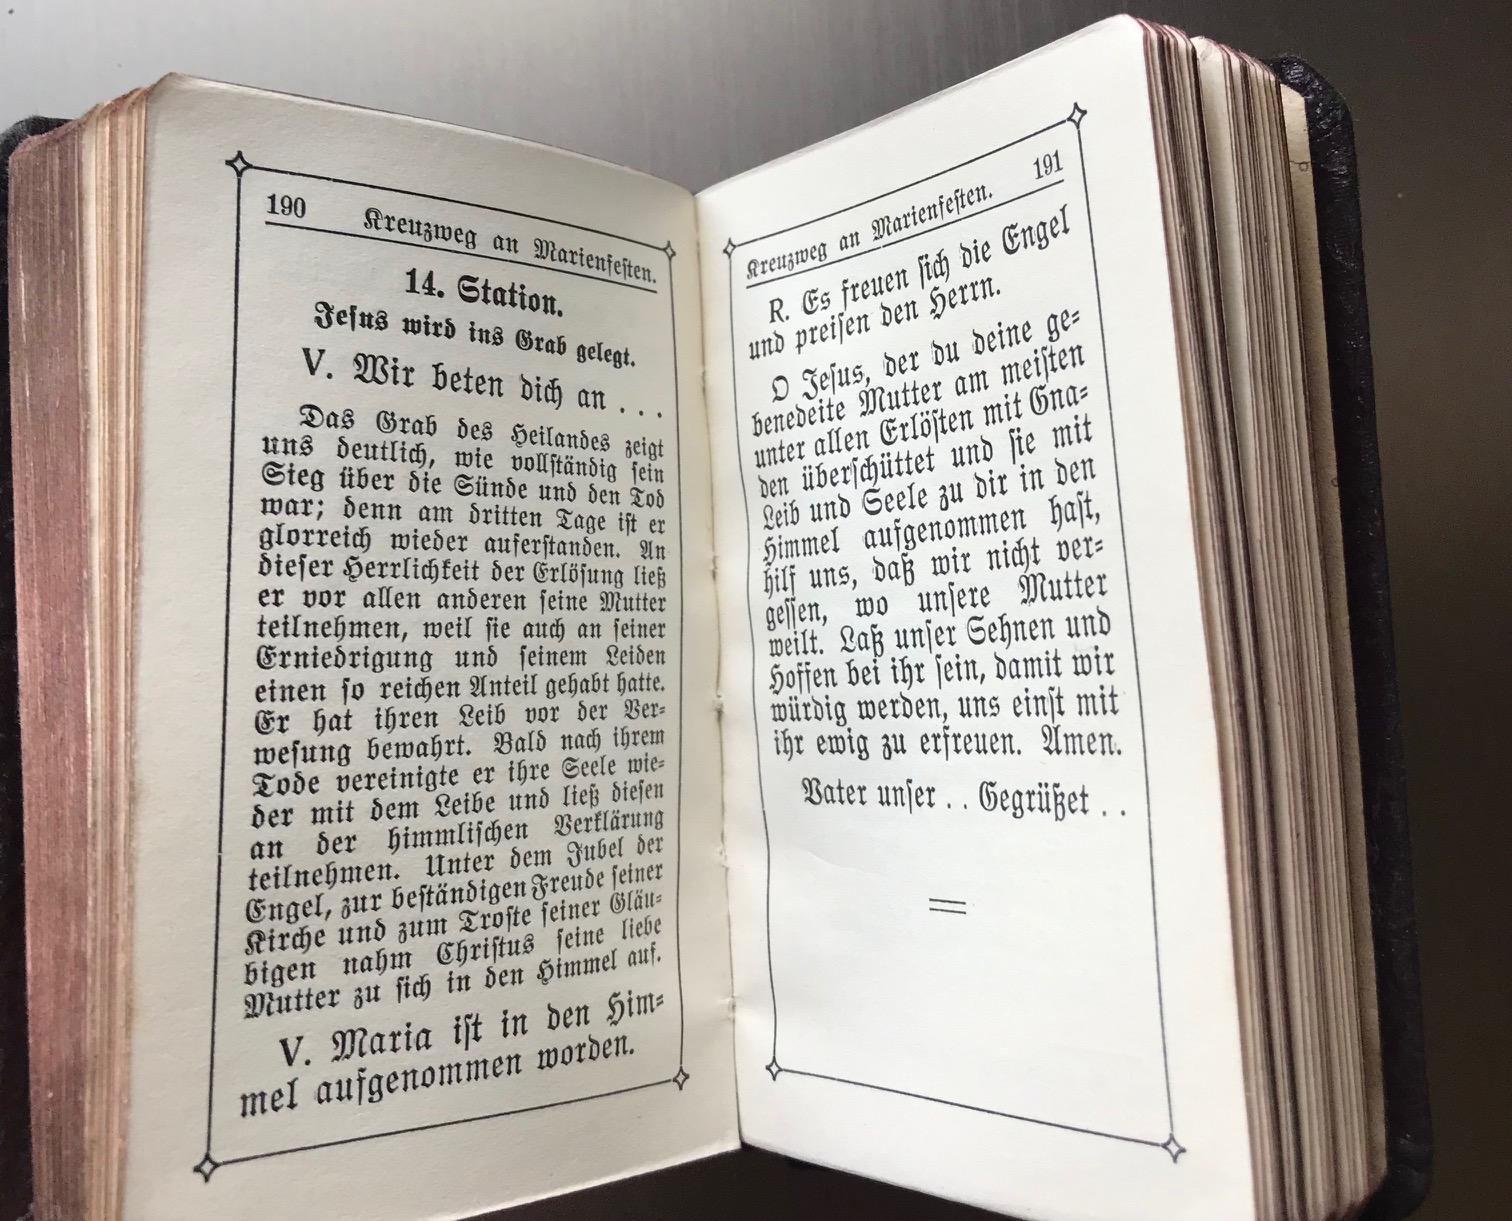 190 Kreuzweg an Marienfesten.
14. Station.
Jesus wird ins Grab gelegt.
V. Wir beten dich an . . .
Das Grab des Heilandes zeigt
uns deutlich, wie vollständig sein
Sieg über die Sünde und den Tod
war; denn am dritten Tage ist er
glorreich wieder auferstanden. An
dieser Herrlichkeit der Erlösung ließ
er vor allen anderen seine Mutter
teilnehmen, weil sie auch an seiner
Erniedrigung und seinem Leiden
einen so reichen Anteil gehabt hatte.
Er hat ihren Leib vor der Ver-
wesung bewahrt. Bald nach ihrem
Tode vereinigte er ihre Seele wie-
der mit dem Leibe und ließ diesen
an der himmlischen Verklärung
teilnehmen. Unter dem Jubel der
Engel, zur beständigen Freude seiner
Kirche und zum Troste seiner Gläu-
bigen nahm Christus seine liebe
Mutter zu sich in den Himmel auf.
V. Maria ist in den Him-
mel aufgenommen worden.
Kreuzweg an Marienfesten. 191
R. Es freuen sich die Engel
und preisen den Herrn.
O Jesus, der du deine ge-
benedeite Mutter am meisten
unter allen Erlösten mit Gna-
den überschüttet und sie mit
Leib und Seele zu dir in den
Himmel aufgenommen hast,
hilf uns, daß wir nicht ver-
gessen, wo unsere Mutter
weilt. Laß unser Sehnen und
Hoffen bei ihr sein, damit wir
würdig werden, uns einst mit
ihr ewig zu erfreuen. Amen.
Vater unser . . Gegrüßet . .